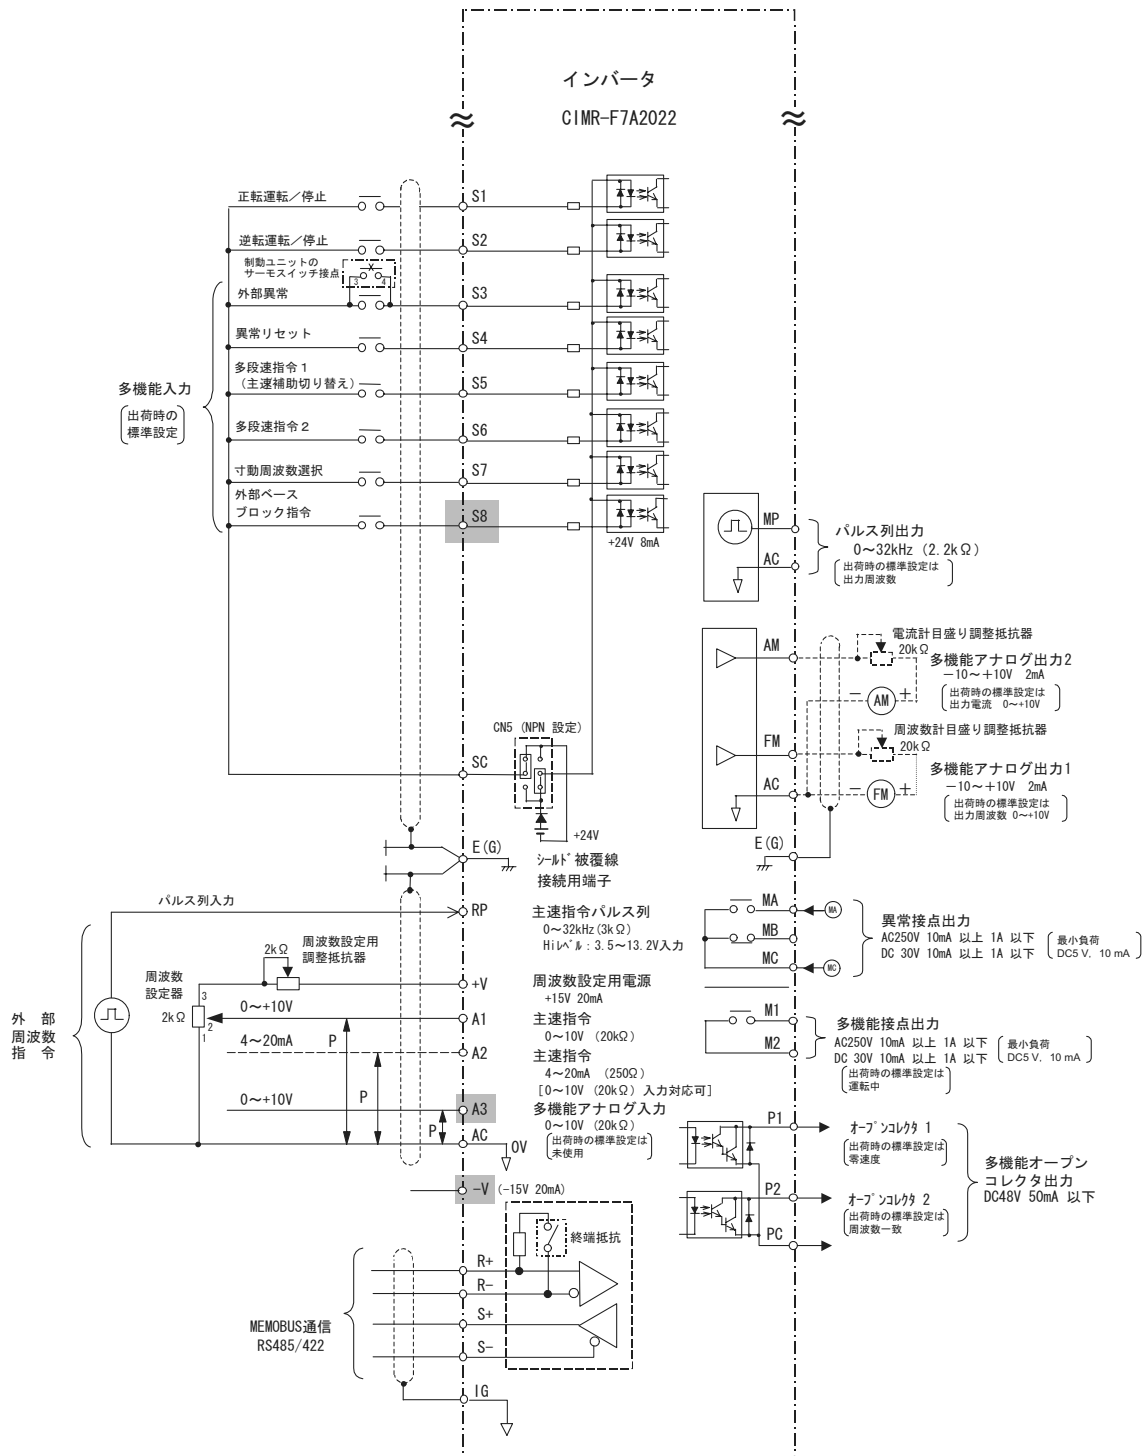 インバータ
CIMR-F7A2022
正転運転／停止
S1
逆転運転／停止
S2
制動ユニットの
サーモスイッチ接点
3
4
外部異常
S3
異常リセット
S4
多段速指令1
(主速補助切り替え)
S5
多段速指令2
S6
寸動周波数選択
S7
外部ベース
ブロック指令
S8
+24V 8mA
多機能入力
出荷時の
標準設定
CN5 (NPN 設定)
SC
+24V
E(G)
シールド被覆線
接続用端子
パルス列入力
RP
主速指令パルス列
0～32kHz(3kΩ)
Hiレベル：3.5～13.2V入力
2kΩ
周波数設定用
調整抵抗器
+V
周波数設定用電源
+15V 20mA
周波数
設定器
3
2kΩ
2
1
0～+10V
A1
主速指令
0～10V (20kΩ)
P
4～20mA
A2
主速指令
4～20mA (250Ω)
[0～10V (20kΩ) 入力対応可]
P
0～+10V
A3
多機能アナログ入力
0～10V (20kΩ)
出荷時の標準設定は
未使用
P
AC
0V
外部
周波数
指令
-V
(-15V 20mA)
終端抵抗
R+
R-
S+
S-
MEMOBUS通信
RS485/422
IG
MP
AC
パルス列出力
0～32kHz (2.2kΩ)
出荷時の標準設定は
出力周波数
AM
電流計目盛り調整抵抗器
20kΩ
多機能アナログ出力2
－10～＋10V 2mA
出荷時の標準設定は
出力電流 0～+10V
－
AM
＋
FM
周波数計目盛り調整抵抗器
20kΩ
多機能アナログ出力1
－10～＋10V 2mA
出荷時の標準設定は
出力周波数 0～+10V
AC
－
FM
＋
E(G)
MA
MA
MB
MC
MC
異常接点出力
AC250V 10mA 以上 1A 以下
DC 30V 10mA 以上 1A 以下
最小負荷
DC5 V, 10 mA
M1
M2
多機能接点出力
AC250V 10mA 以上 1A 以下
DC 30V 10mA 以上 1A 以下
最小負荷
DC5 V, 10 mA
出荷時の標準設定は
運転中
P1
オープンコレクタ 1
出荷時の標準設定は
零速度
P2
オープンコレクタ 2
出荷時の標準設定は
周波数一致
PC
多機能オープン
コレクタ出力
DC48V 50mA 以下